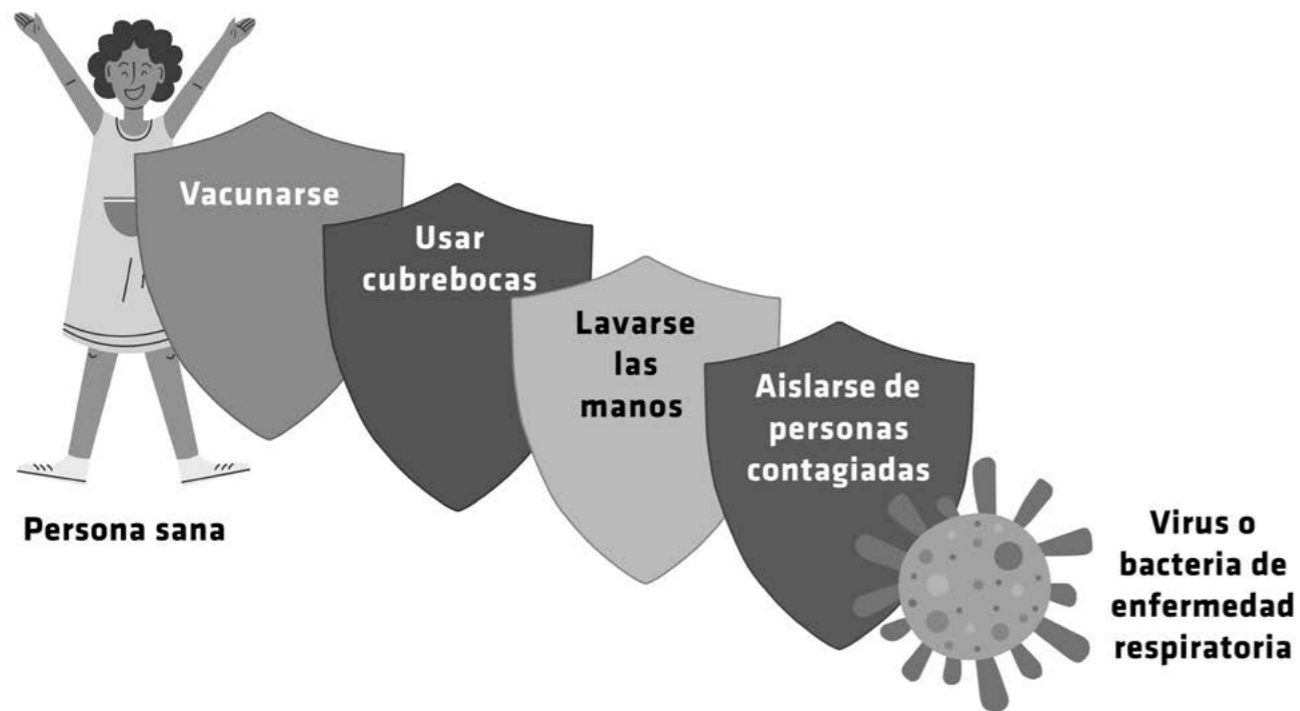 Vacunarse
Usar
cubrebocas
Lavarse
las
manos
Aislarse de
personas
contagiadas
Persona sana
Virus o
bacteria de
enfermedad
respiratoria